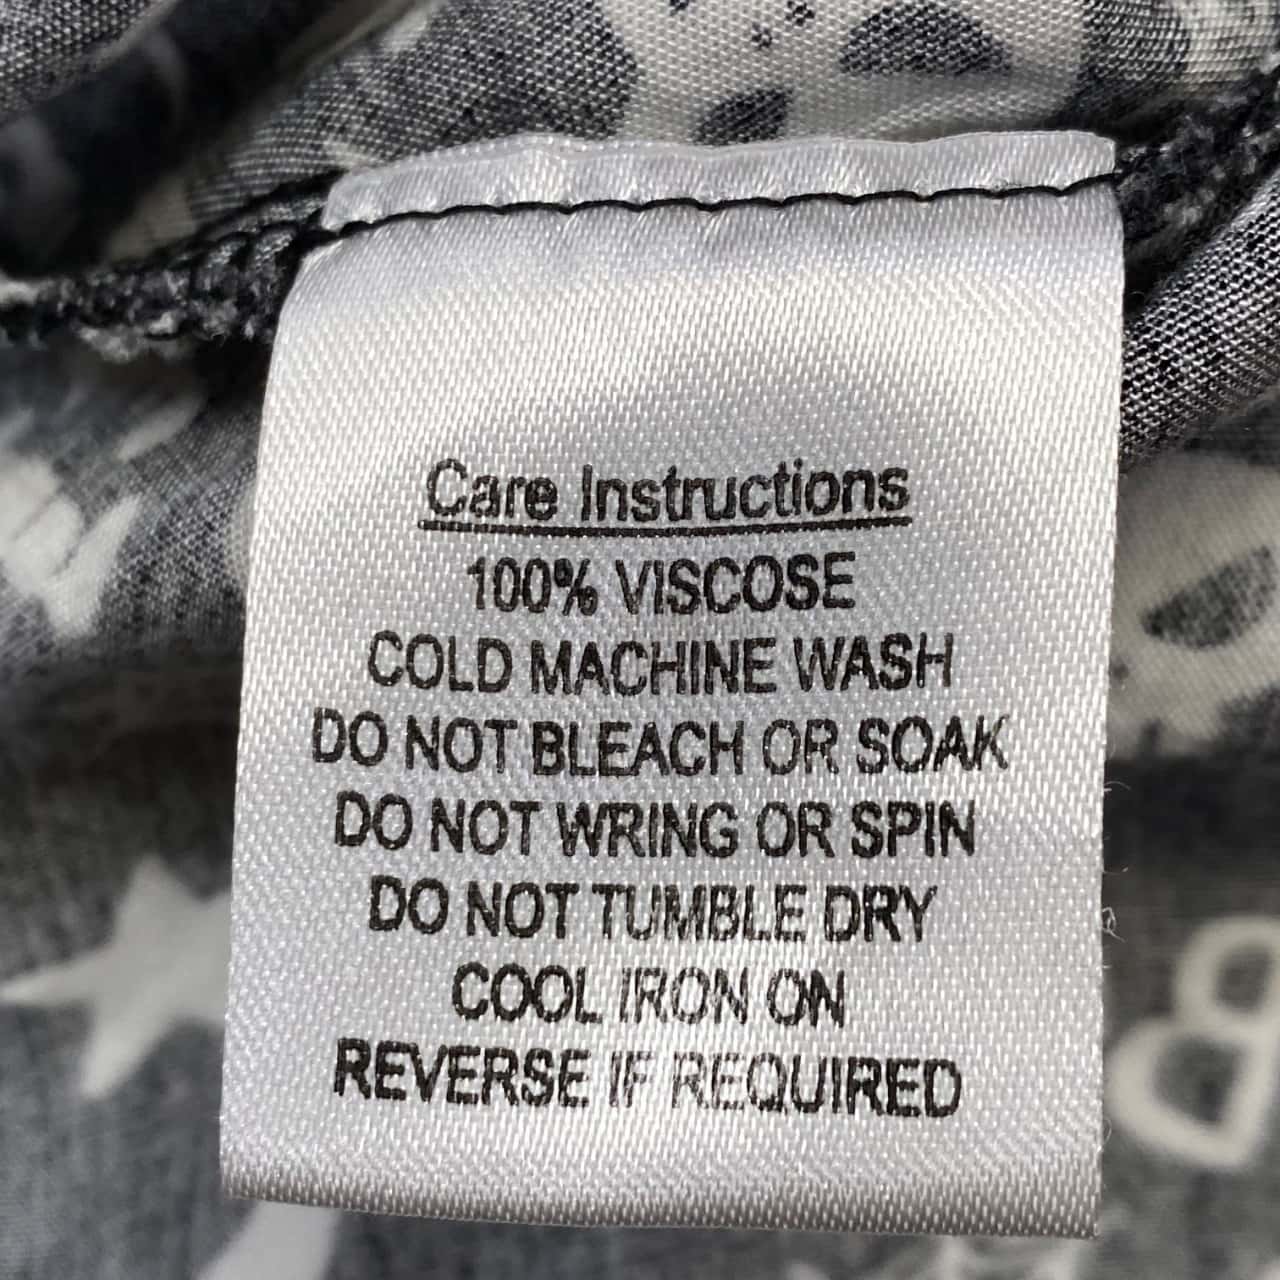 Care Instructions
100% VISCOSE
COLD MACHINE WASH
DO NOT BLEACH OR SOAK
DO NOT WRING OR SPIN
DO NOT TUMBLE DRY
COOL IRON ON
REVERSE IF REQUIRED
B